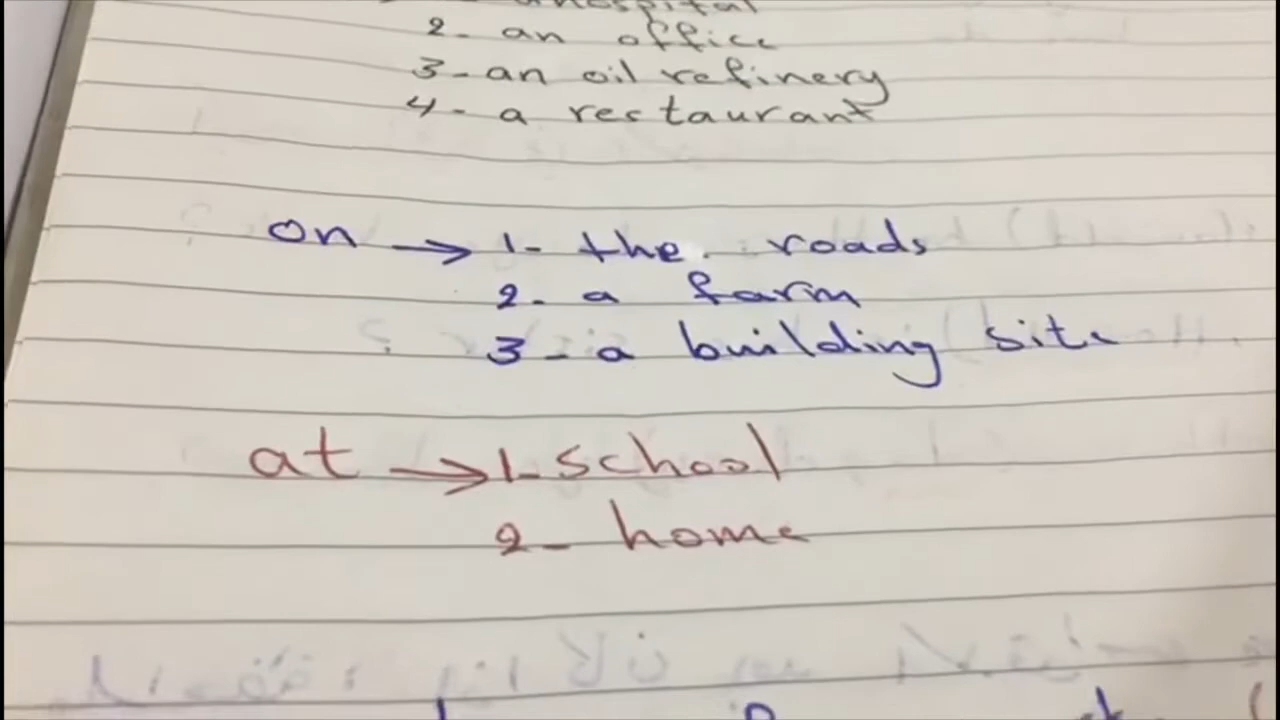 hospital
2- an office
3- an oil refinery
4- a restaurant
on → 1- the roads
2- a farm
3- a building site
at → 1- school
2- home